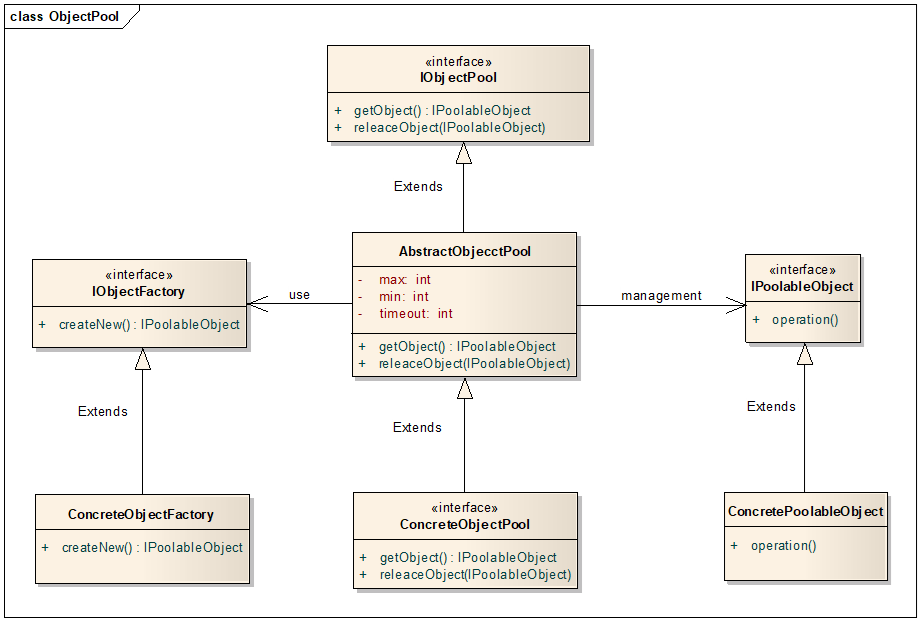 class ObjectPool
«interface»
IObjectPool
+ getObject() : IPoolableObject
+ releaceObject(IPoolableObject)
Extends
AbstractObjecctPool
- max: int
- min: int
- timeout: int
+ getObject() : IPoolableObject
+ releaceObject(IPoolableObject)
«interface»
IObjectFactory
+ createNew() : IPoolableObject
use
management
«interface»
IPoolableObject
+ operation()
Extends
Extends
Extends
ConcreteObjectFactory
+ createNew() : IPoolableObject
«interface»
ConcreteObjectPool
+ getObject() : IPoolableObject
+ releaceObject(IPoolableObject)
ConcretePoolableObject
+ operation()